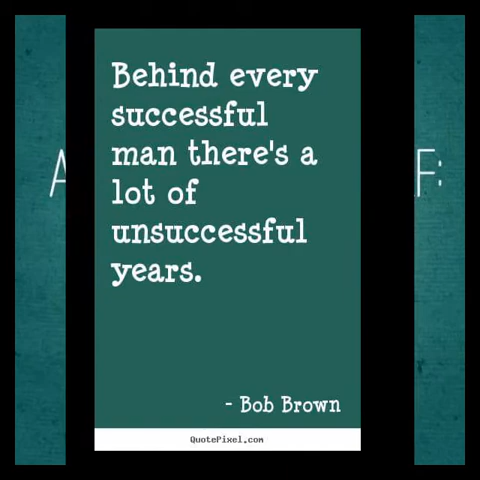 Behind every
successful
man there's a
lot of
unsuccessful
years.
- Bob Brown
QuotePixel.com
A
F: